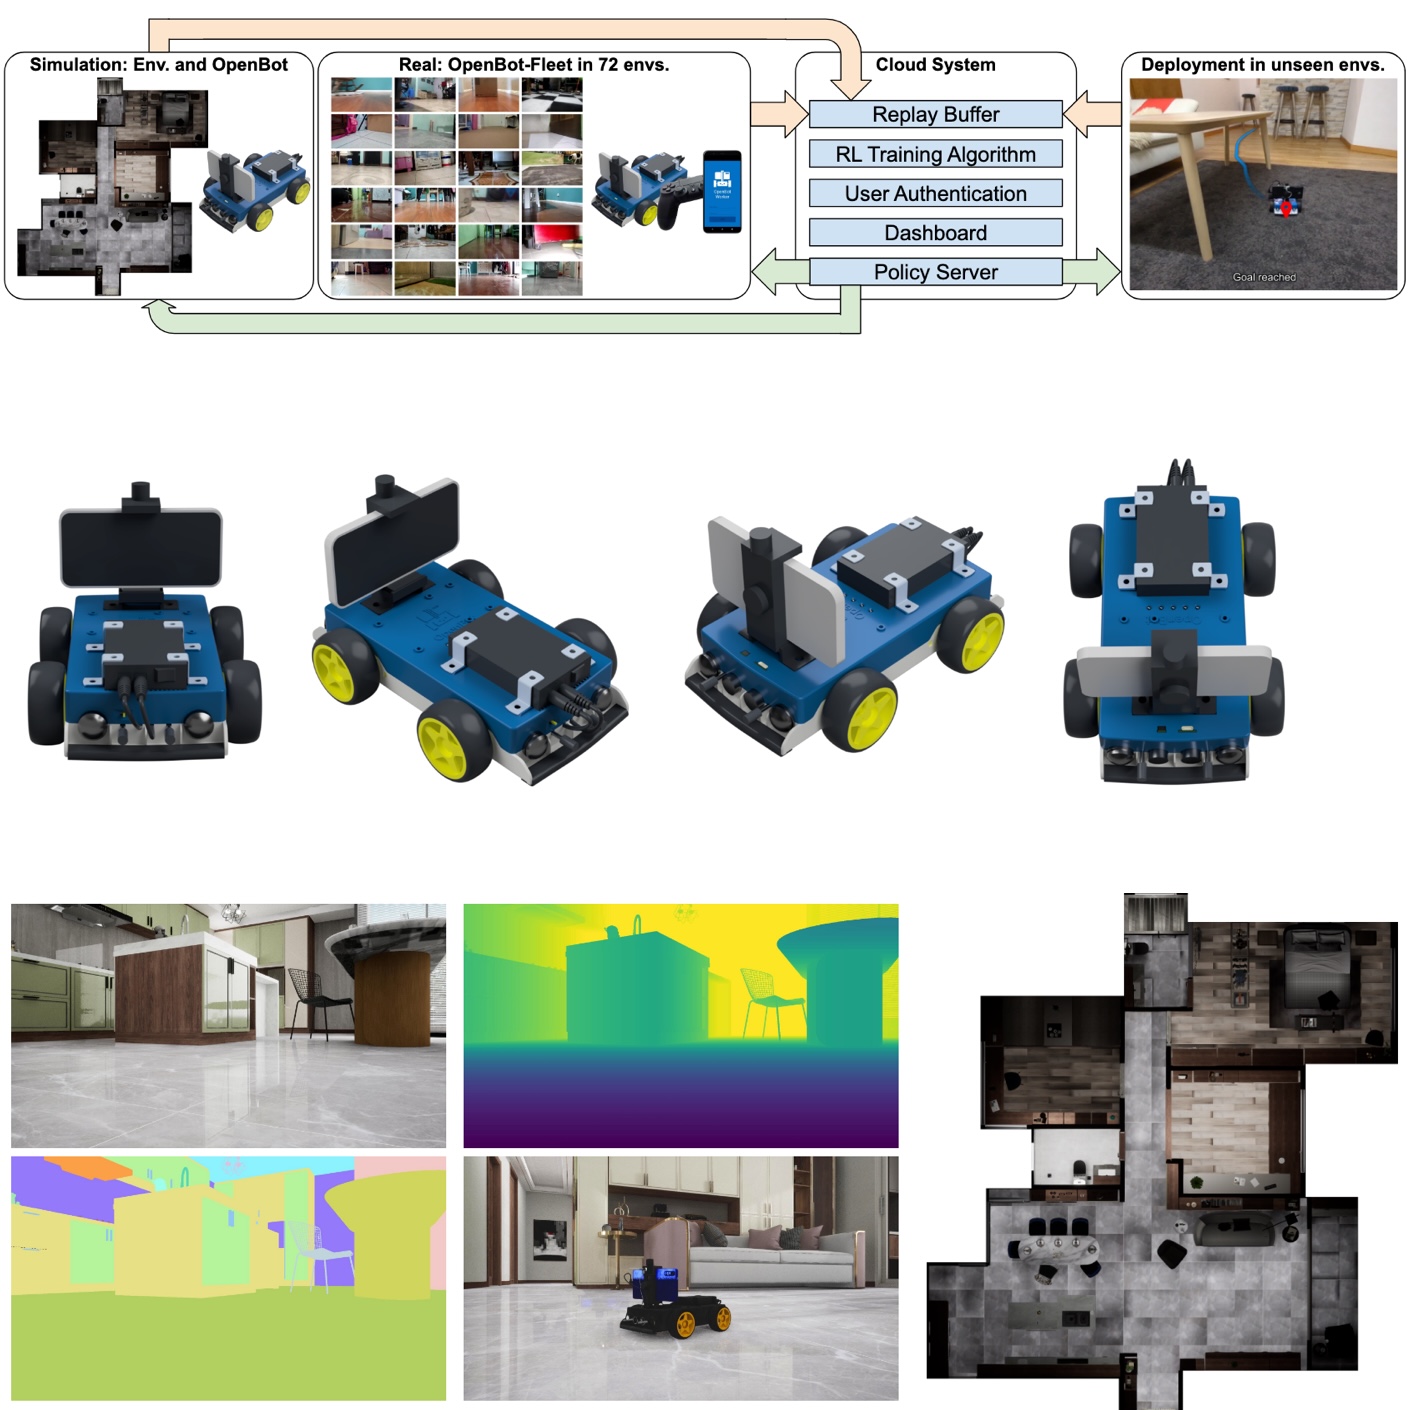 Simulation: Env. and OpenBot
Real: OpenBot-Fleet in 72 envs.
Cloud System
Replay Buffer
RL Training Algorithm
User Authentication
Dashboard
Policy Server
Deployment in unseen envs.
Goal reached